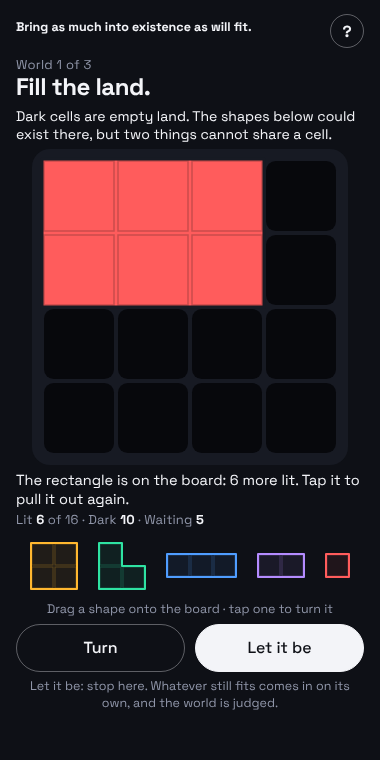 Bring as much into existence as will fit.
?
World 1 of 3
Fill the land.
Dark cells are empty land. The shapes below could
exist there, but two things cannot share a cell.
The rectangle is on the board: 6 more lit. Tap it to
pull it out again.
Lit 6 of 16 · Dark 10 · Waiting 5
Drag a shape onto the board · tap one to turn it
Turn
Let it be
Let it be: stop here. Whatever still fits comes in on its
own, and the world is judged.